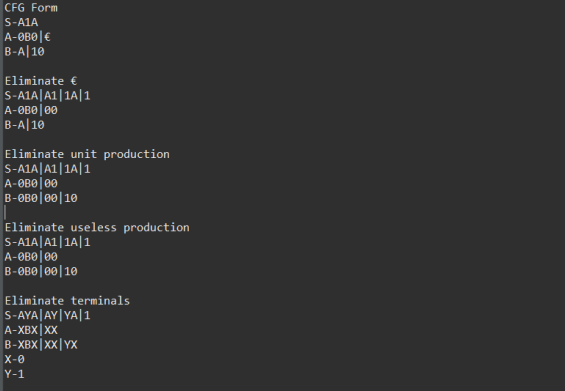 CFG Form
S-A1A
A-0B0|€
B-A|10
Eliminate €
S-A1A|A1|1A|1
A-0B0|00
B-A|10
Eliminate unit production
S-A1A|A1|1A|1
A-0B0|00
B-0B0|00|10
Eliminate useless production
S-A1A|A1|1A|1
A-0B0|00
B-0B0|00|10
Eliminate terminals
S-AYA|AY|YA|1
A-XBX|XX
B-XBX|XX|YX
X-0
Y-1